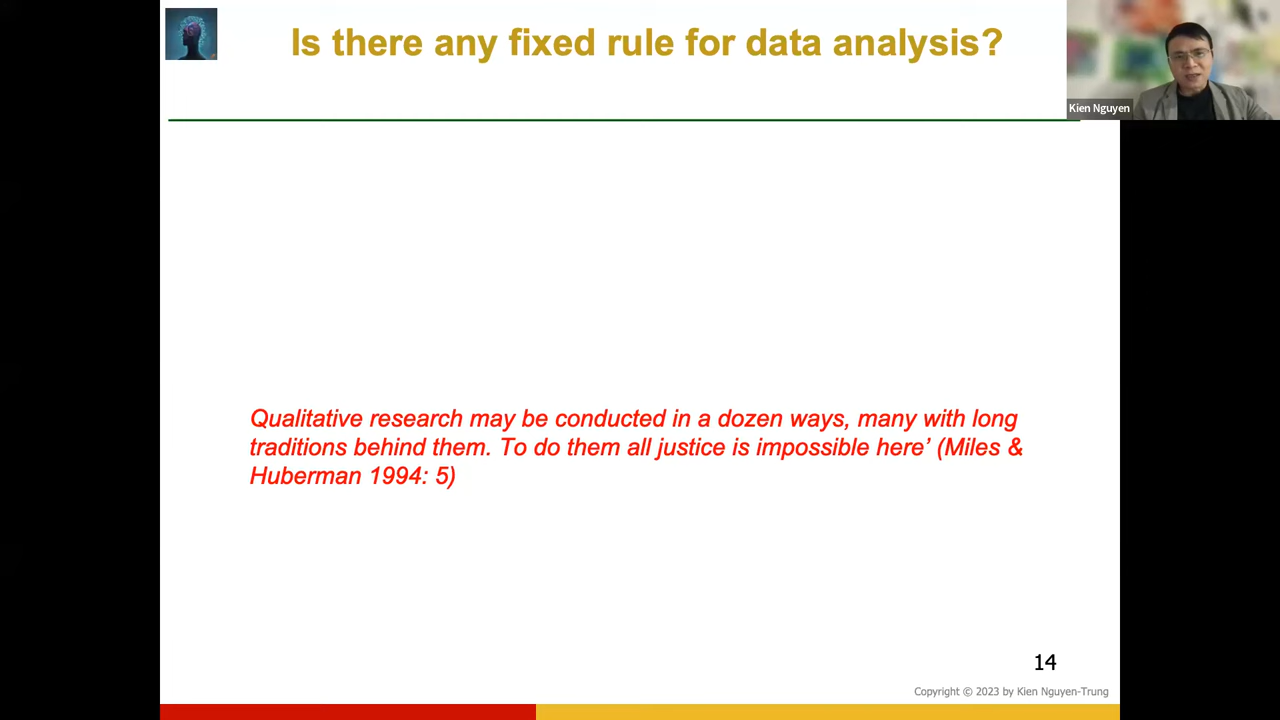 Is there any fixed rule for data analysis?
Kien Nguyen
Qualitative research may be conducted in a dozen ways, many with long
traditions behind them. To do them all justice is impossible here’ (Miles &
Huberman 1994: 5)
14
Copyright © 2023 by Kien Nguyen-Trung